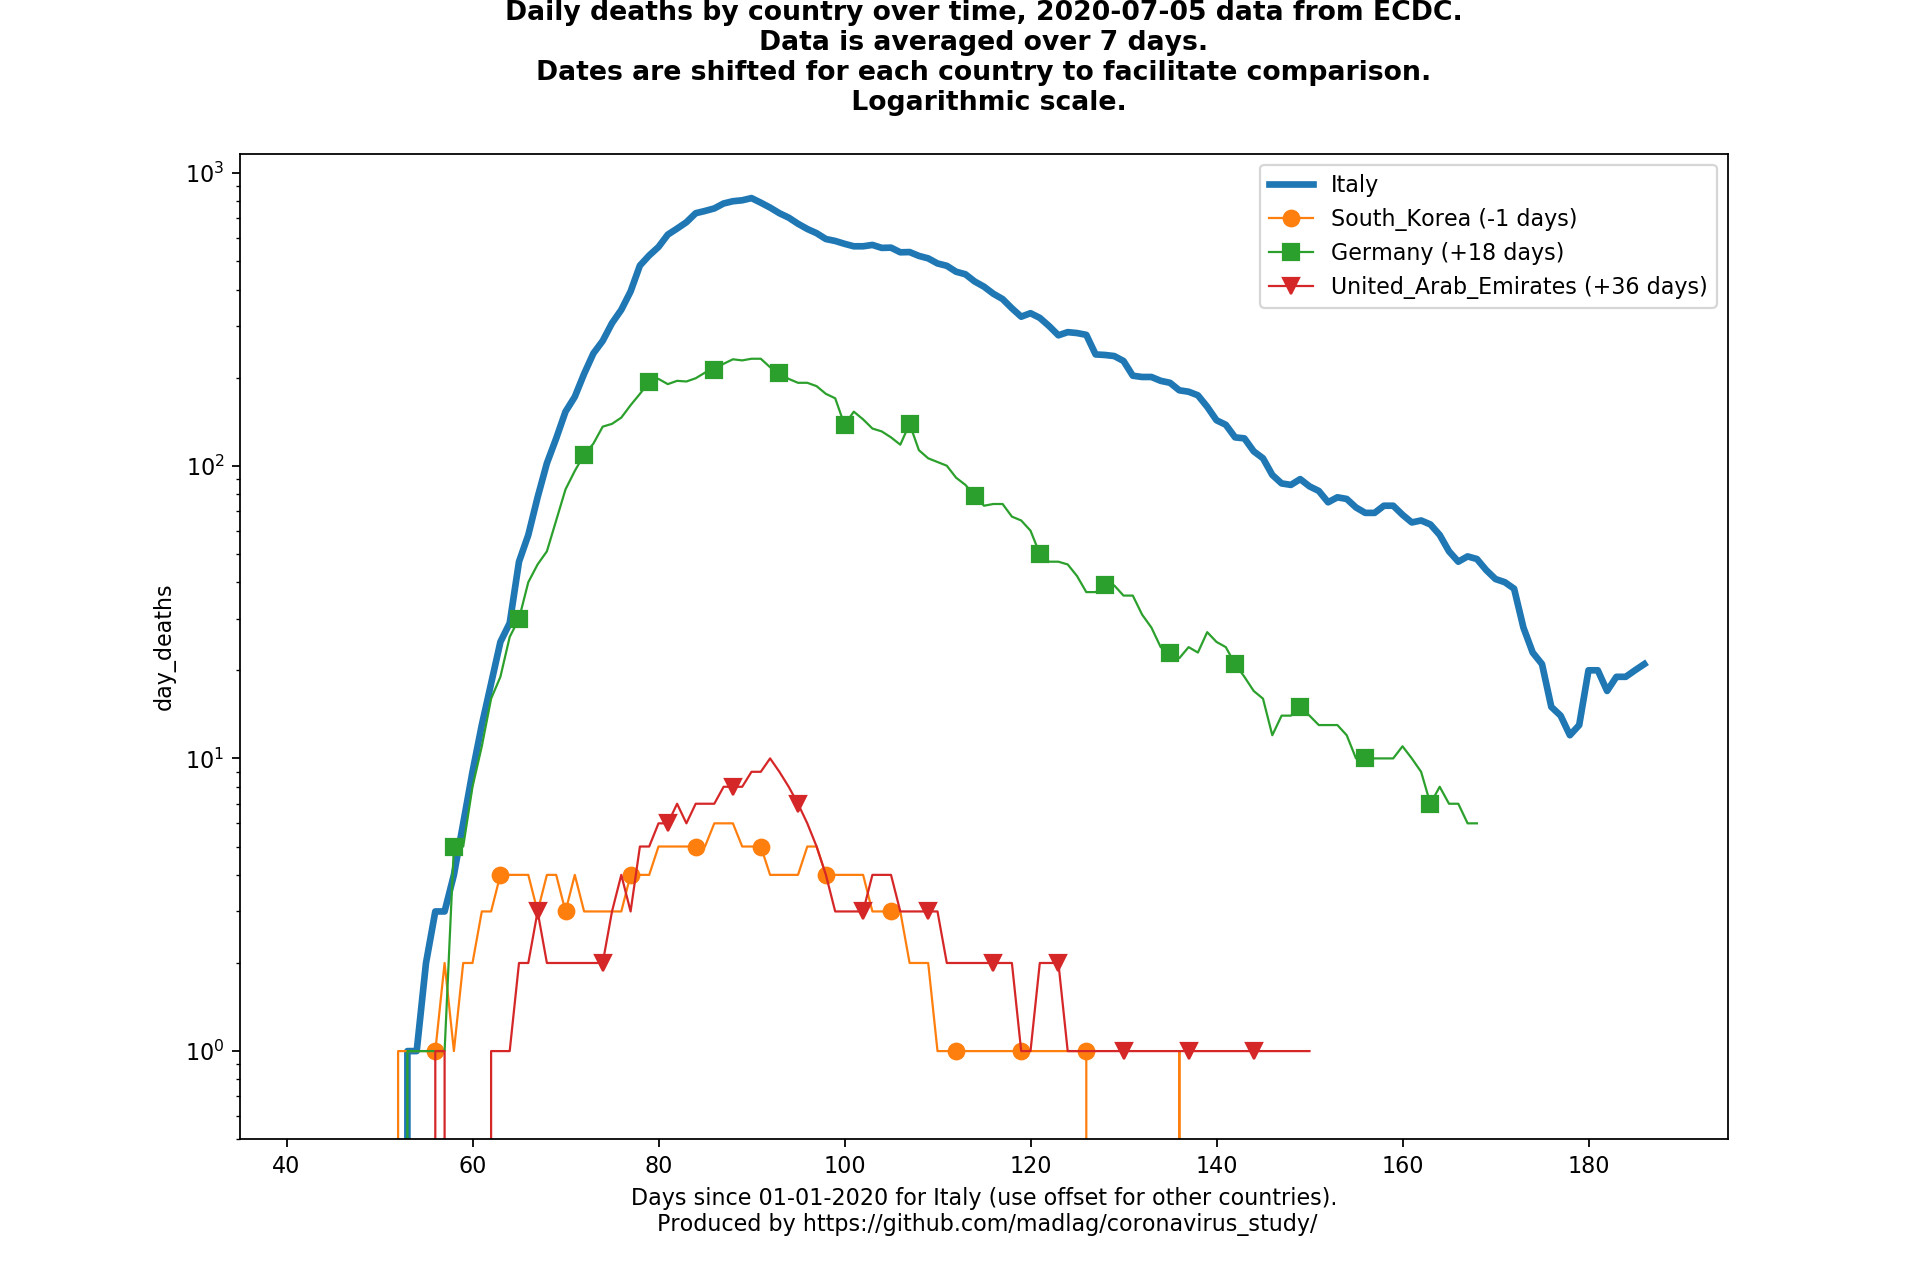 Daily deaths by country over time, 2020-07-05 data from ECDC.
Data is averaged over 7 days.
Dates are shifted for each country to facilitate comparison.
Logarithmic scale.
10³
10²
10¹
10⁰
day_deaths
Italy
South_Korea (-1 days)
Germany (+18 days)
United_Arab_Emirates (+36 days)
40 60 80 100 120 140 160 180
Days since 01-01-2020 for Italy (use offset for other countries).
Produced by https://github.com/madlag/coronavirus_study/